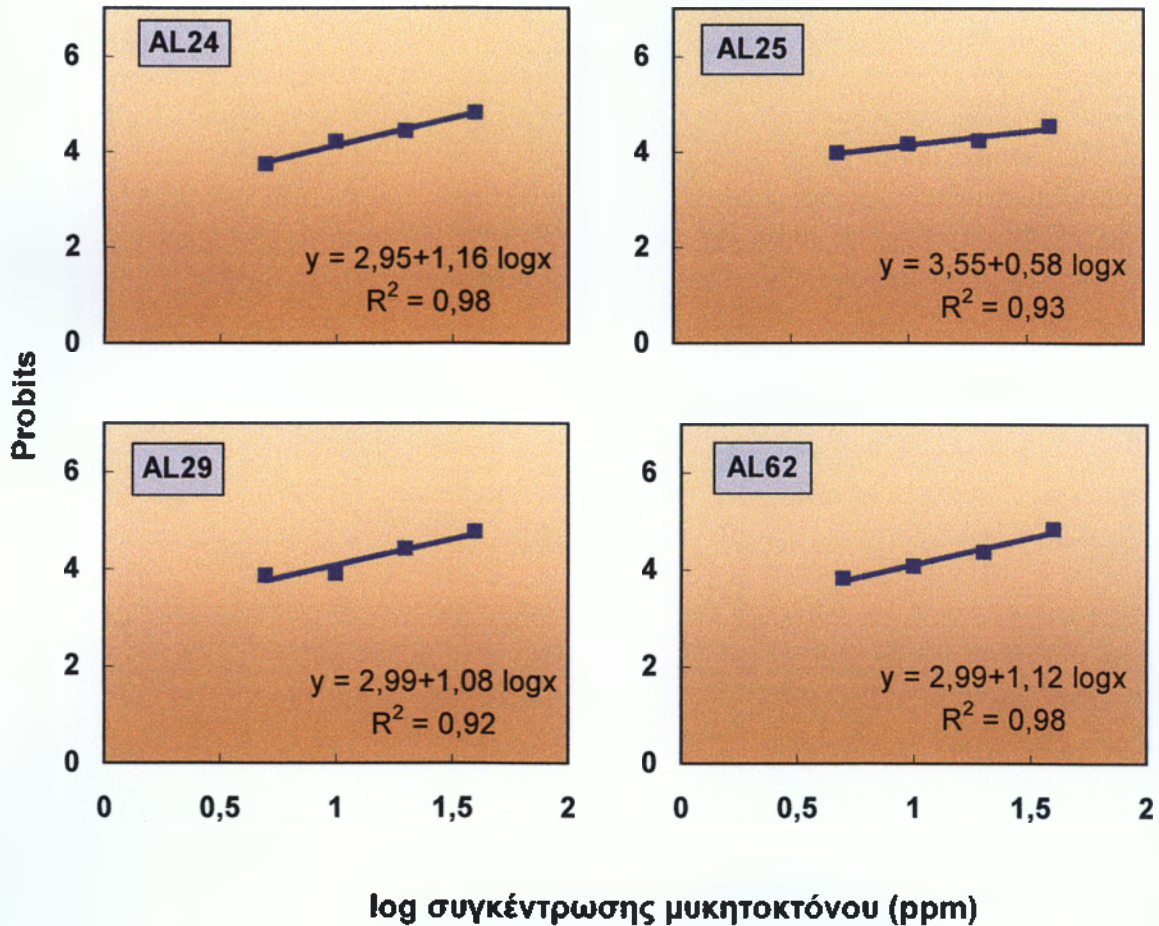 AL24
6
4
2
0
y = 2,95+1,16 logx
R² = 0,98
AL25
6
4
2
0
y = 3,55+0,58 logx
R² = 0,93
Probits
AL29
6
4
2
0
y = 2,99+1,08 logx
R² = 0,92
0 0,5 1 1,5 2
AL62
6
4
2
0
y = 2,99+1,12 logx
R² = 0,98
0 0,5 1 1,5 2
log συγκέντρωσης μυκητοκτόνου (ppm)